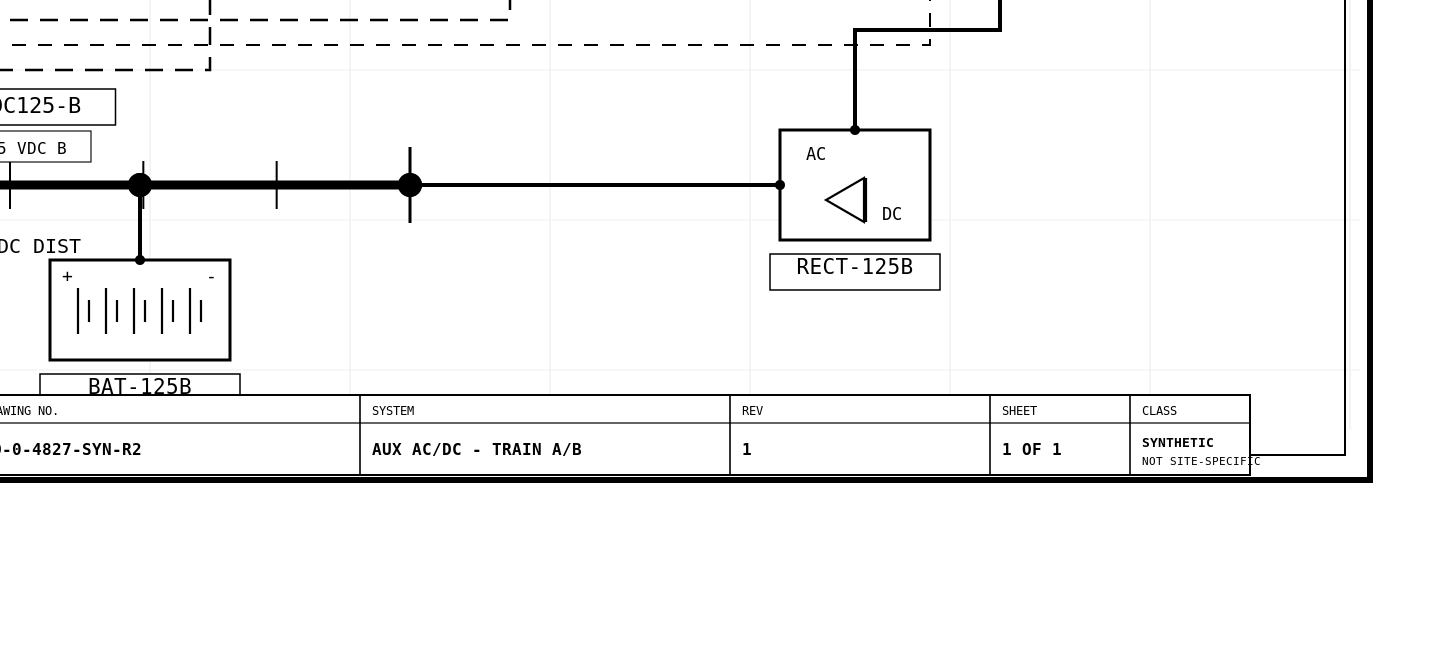 DC125-B
5 VDC B
AC
DC
DC DIST
RECT-125B
+ -
BAT-125B
AWING NO. SYSTEM REV SHEET CLASS
-0-4827-SYN-R2 AUX AC/DC - TRAIN A/B 1 1 OF 1 SYNTHETIC
NOT SITE-SPECIFIC